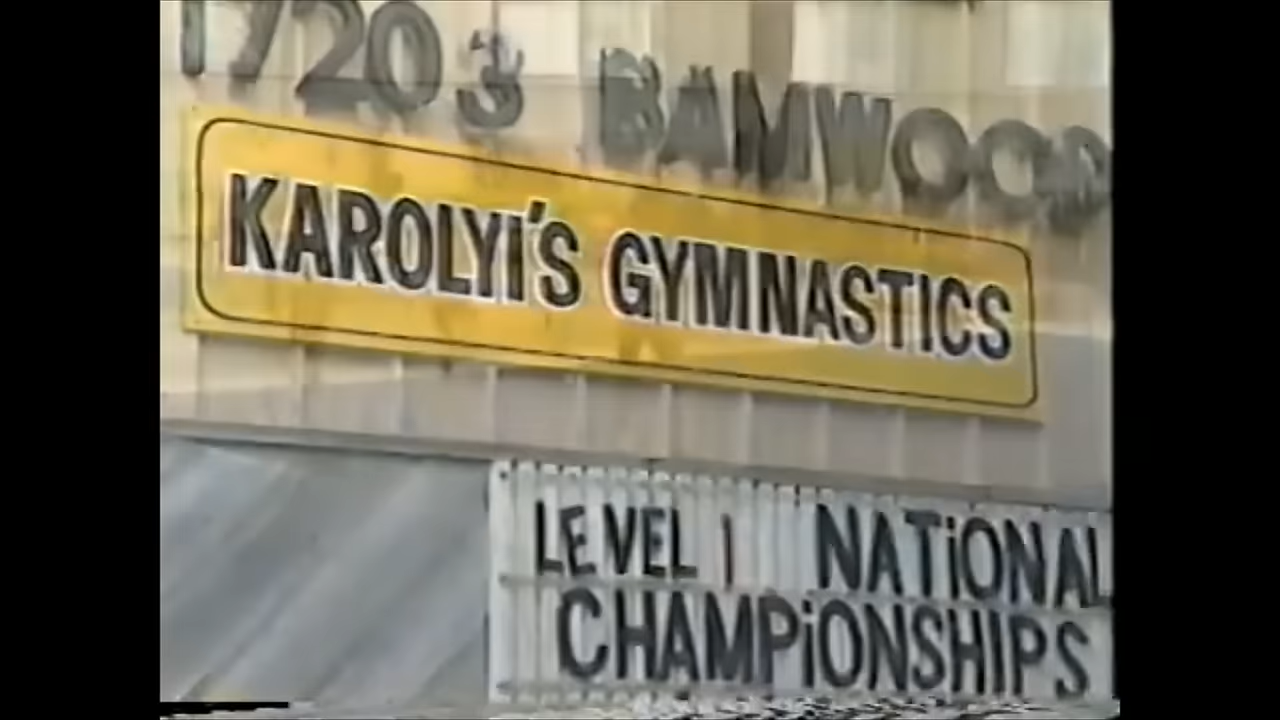 17203 BAMWOOD
KAROLYI'S GYMNASTICS
LEVEL 1 NATiONAL
CHAMPiONSHIPS